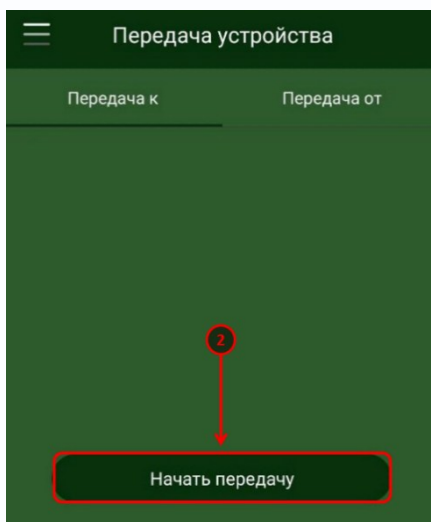 Передача устройства
Передача к Передача от
2
Начать передачу